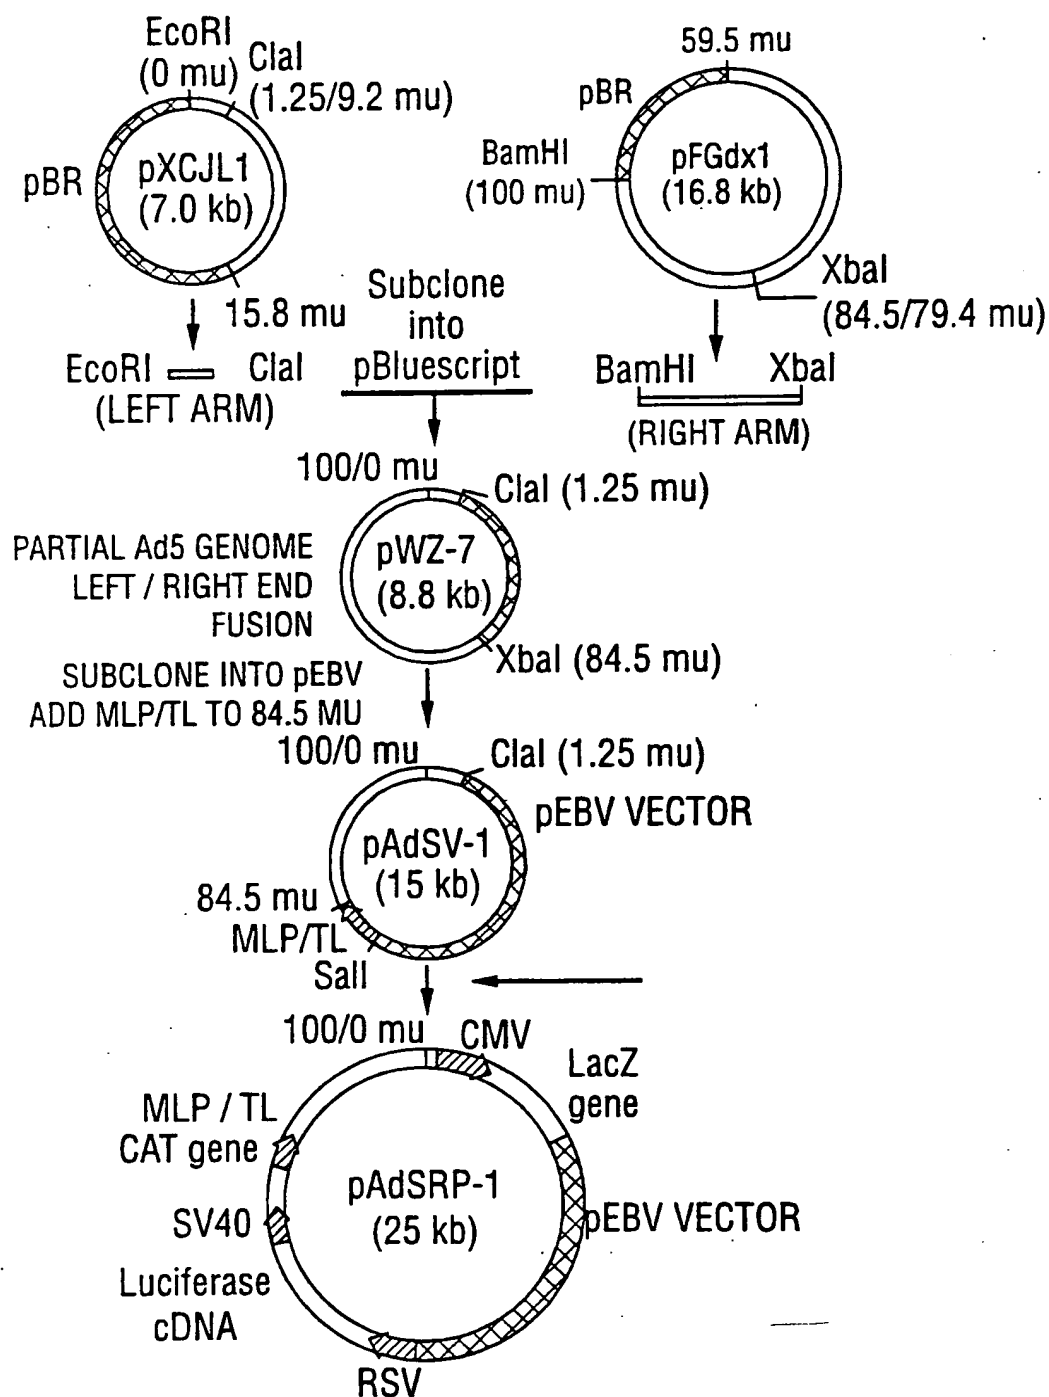 EcoRI
(0 mu)
ClaI
(1.25/9.2 mu)
pBR
pXCJL1
(7.0 kb)
15.8 mu
EcoRI ClaI
(LEFT ARM)
59.5 mu
pBR
BamHI
(100 mu)
pFGdx1
(16.8 kb)
XbaI
(84.5/79.4 mu)
BamHI XbaI
(RIGHT ARM)
Subclone
into
pBluescript
100/0 mu
ClaI (1.25 mu)
pWZ-7
(8.8 kb)
PARTIAL Ad5 GENOME
LEFT / RIGHT END
FUSION
XbaI (84.5 mu)
SUBCLONE INTO pEBV
ADD MLP/TL TO 84.5 MU
100/0 mu
ClaI (1.25 mu)
pEBV VECTOR
pAdSV-1
(15 kb)
84.5 mu
MLP/TL
SalI
100/0 mu
CMV
LacZ
gene
MLP / TL
CAT gene
pAdSRP-1
(25 kb)
SV40
pEBV VECTOR
Luciferase
cDNA
RSV